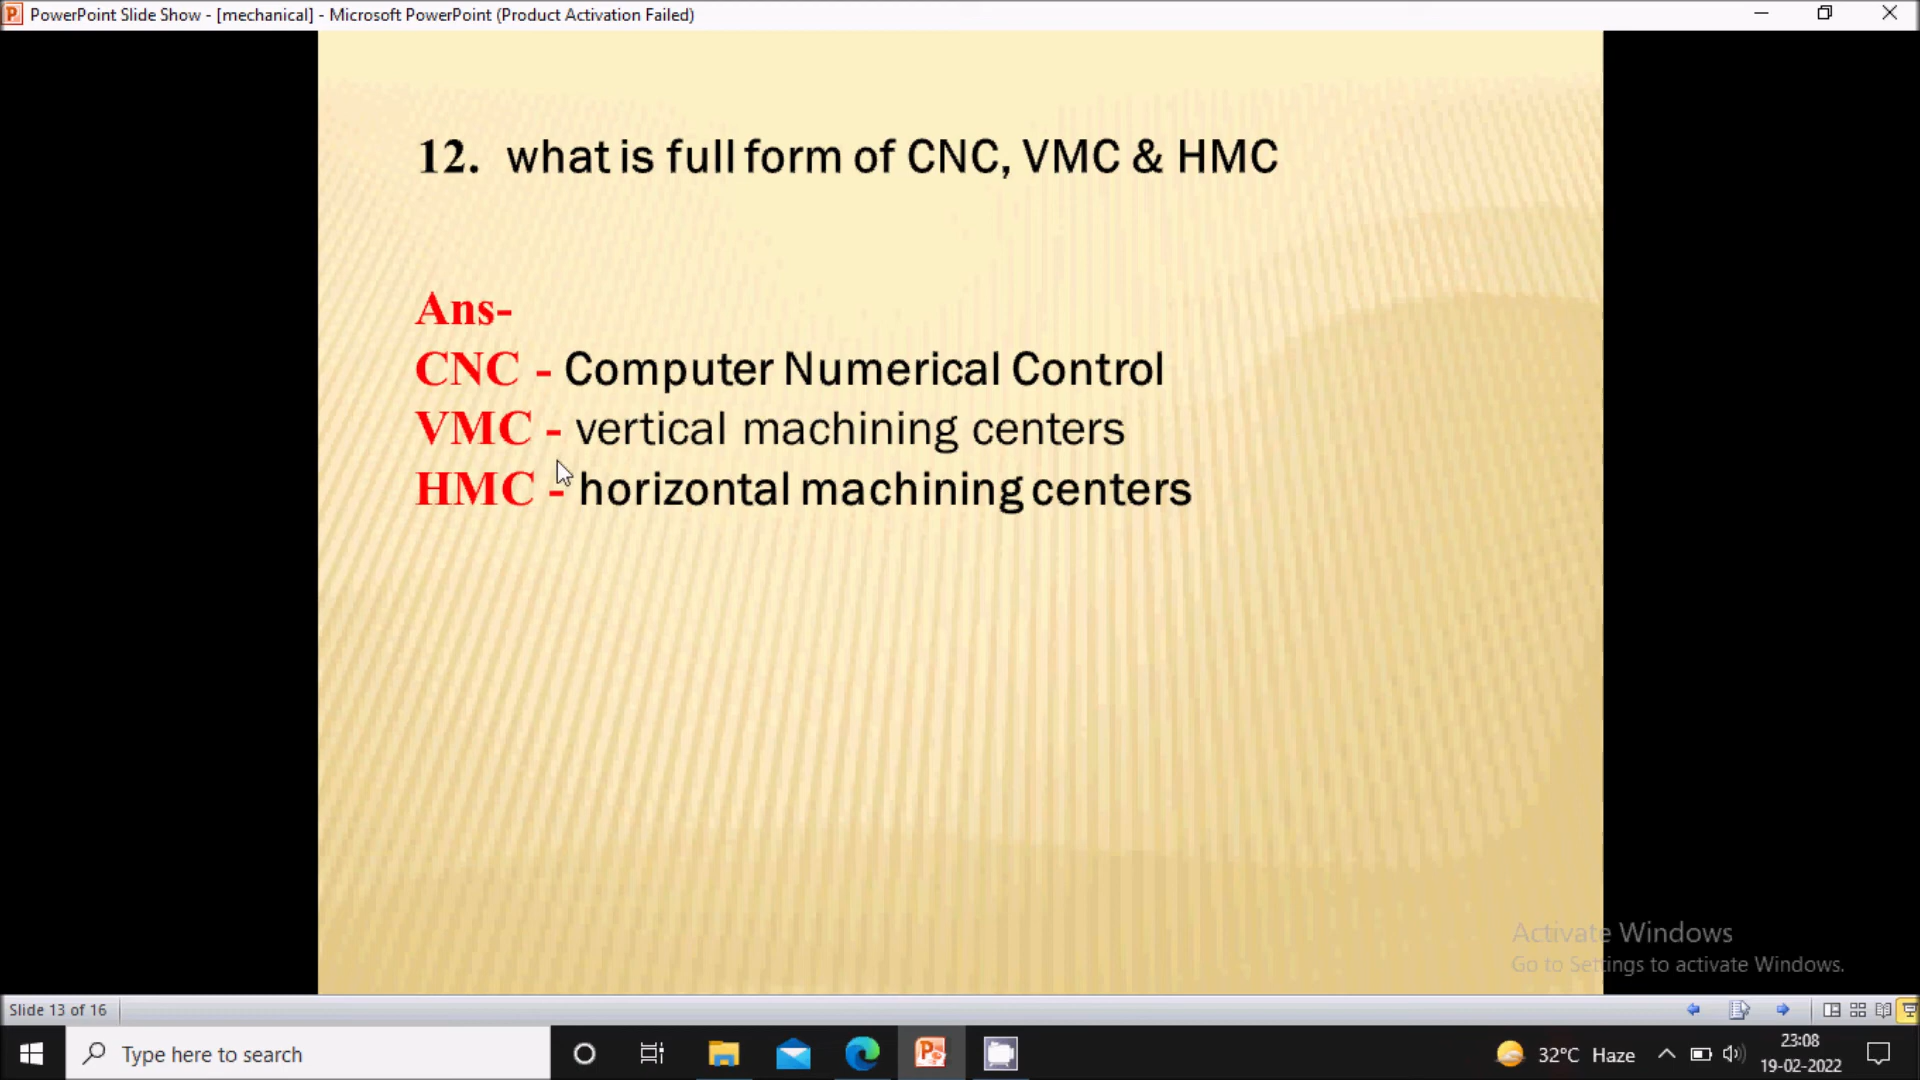 PowerPoint Slide Show - [mechanical] - Microsoft PowerPoint (Product Activation Failed)
12. what is full form of CNC, VMC & HMC
Ans-
CNC - Computer Numerical Control
VMC - vertical machining centers
HMC - horizontal machining centers
Activate Windows
Go to Settings to activate Windows.
Slide 13 of 16
Type here to search
32°C Haze
23:08
19-02-2022